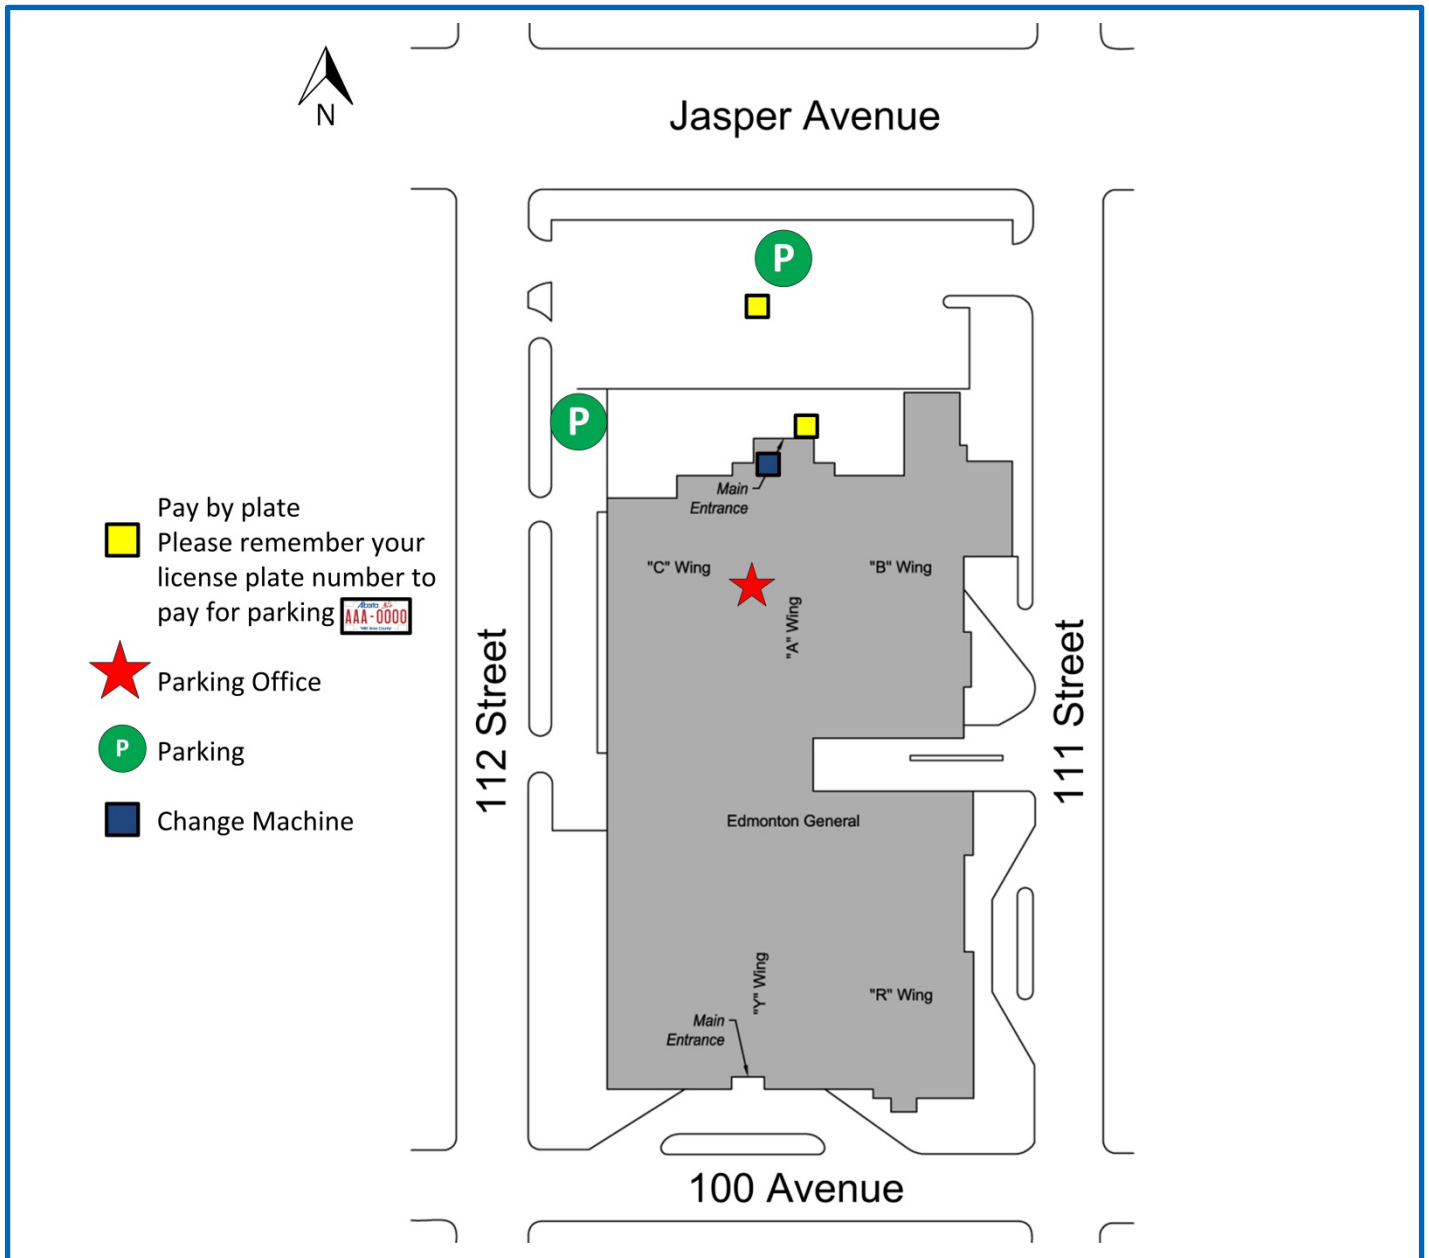 N
Jasper Avenue
P
P
Main
Entrance
Pay by plate
Please remember your
license plate number to
pay for parking
Alberta
AAA-0000
Parking Office
P
Parking
Change Machine
112 Street
"C" Wing
"A" Wing
"B" Wing
111 Street
Edmonton General
"Y" Wing
"R" Wing
Main
Entrance
100 Avenue